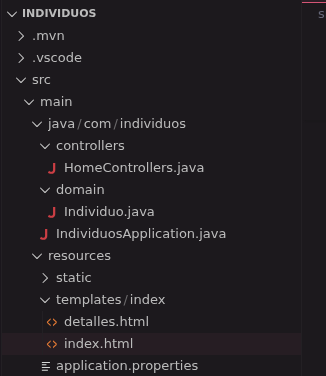 INDIVIDUOS
.mvn
.vscode
src
main
java/com/individuos
controllers
HomeControllers.java
domain
Individuo.java
IndividuosApplication.java
resources
static
templates/index
detalles.html
index.html
application.properties